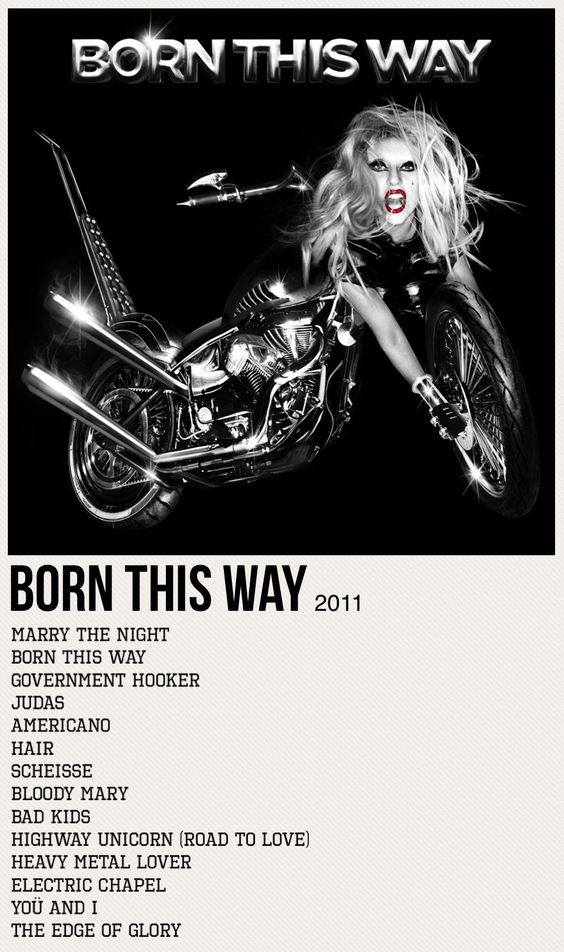 BORN THIS WAY
BORN THIS WAY 2011
MARRY THE NIGHT
BORN THIS WAY
GOVERNMENT HOOKER
JUDAS
AMERICANO
HAIR
SCHEISSE
BLOODY MARY
BAD KIDS
HIGHWAY UNICORN (ROAD TO LOVE)
HEAVY METAL LOVER
ELECTRIC CHAPEL
YOÜ AND I
THE EDGE OF GLORY